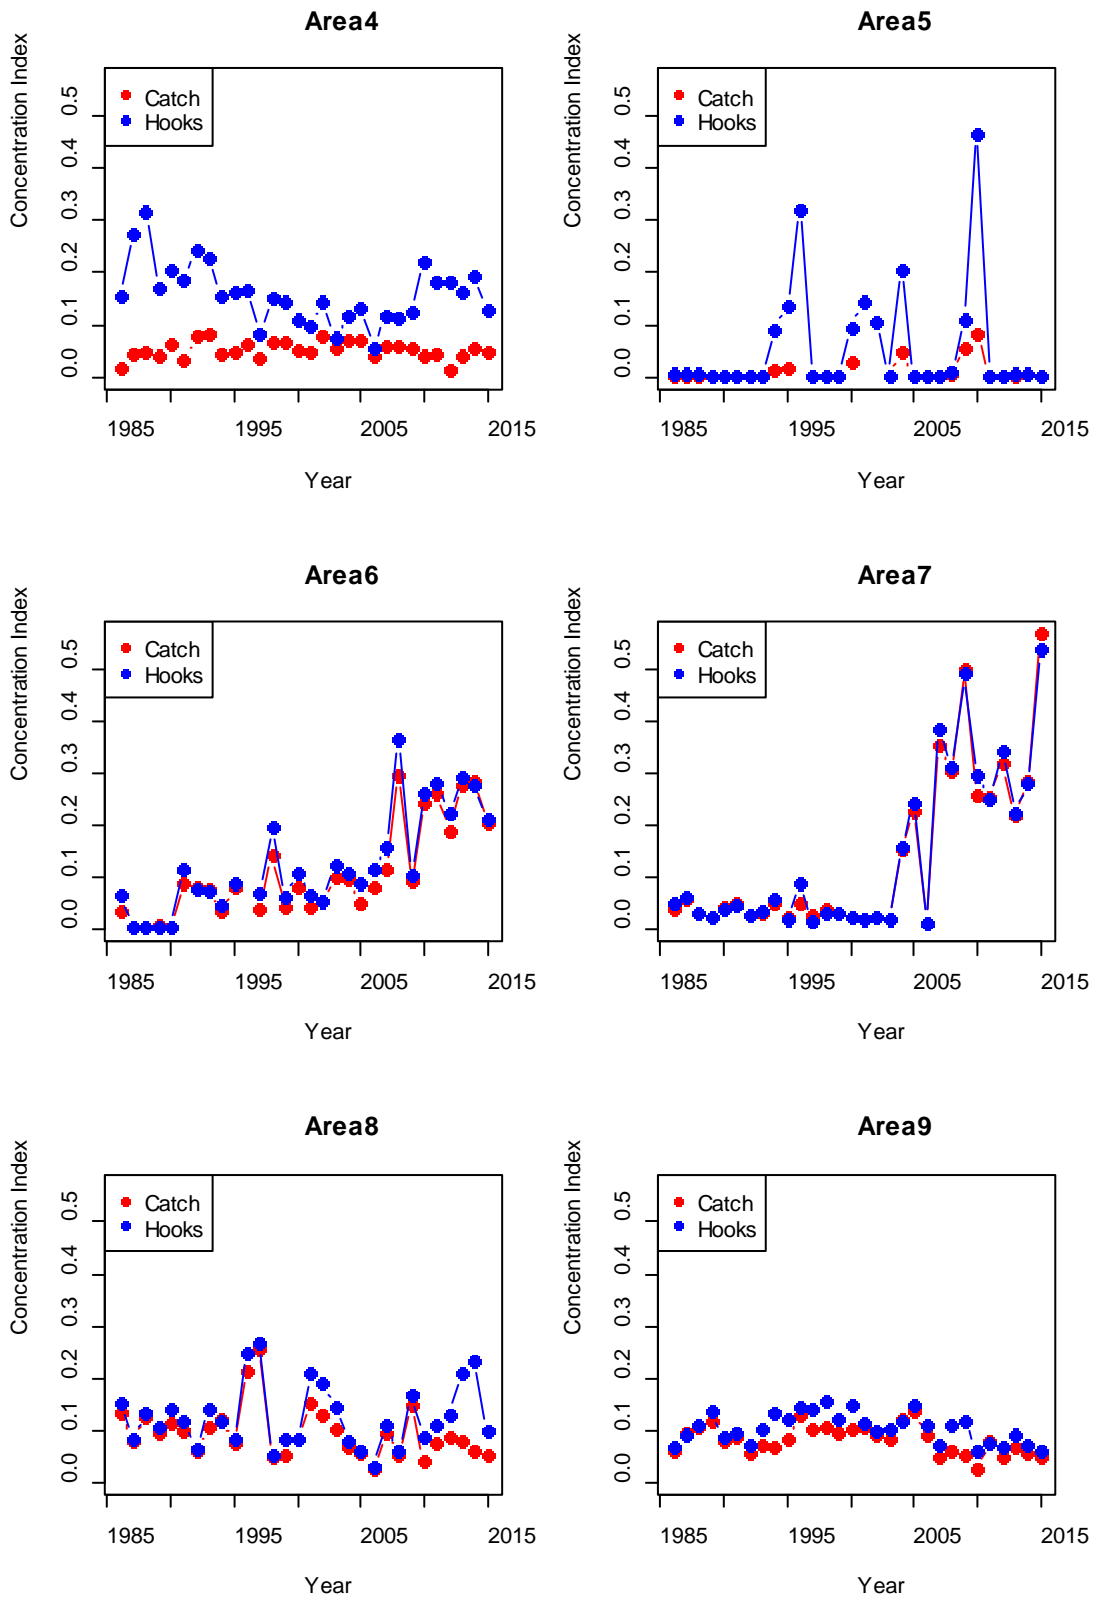 Area4
Concentration Index
0.0 0.1 0.2 0.3 0.4 0.5
Catch
Hooks
1985 1995 2005 2015
Year
Area5
Concentration Index
0.0 0.1 0.2 0.3 0.4 0.5
Catch
Hooks
1985 1995 2005 2015
Year
Area6
Concentration Index
0.0 0.1 0.2 0.3 0.4 0.5
Catch
Hooks
1985 1995 2005 2015
Year
Area7
Concentration Index
0.0 0.1 0.2 0.3 0.4 0.5
Catch
Hooks
1985 1995 2005 2015
Year
Area8
Concentration Index
0.0 0.1 0.2 0.3 0.4 0.5
Catch
Hooks
1985 1995 2005 2015
Year
Area9
Concentration Index
0.0 0.1 0.2 0.3 0.4 0.5
Catch
Hooks
1985 1995 2005 2015
Year